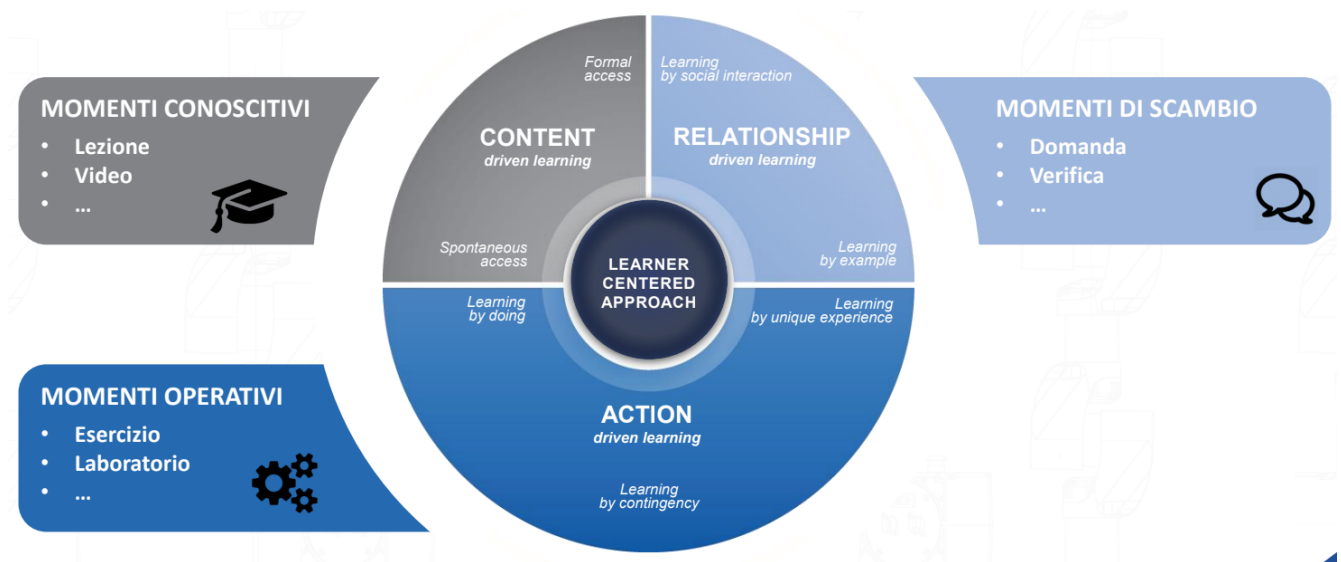 MOMENTI CONOSCITIVI
• Lezione
• Video
• ...
Formal
access
CONTENT
driven learning
Spontaneous
access
Learning
by social interaction
RELATIONSHIP
driven learning
Learning
by example
MOMENTI DI SCAMBIO
• Domanda
• Verifica
• ...
LEARNER
CENTERED
APPROACH
Learning
by doing
Learning
by unique experience
ACTION
driven learning
Learning
by contingency
MOMENTI OPERATIVI
• Esercizio
• Laboratorio
• ...